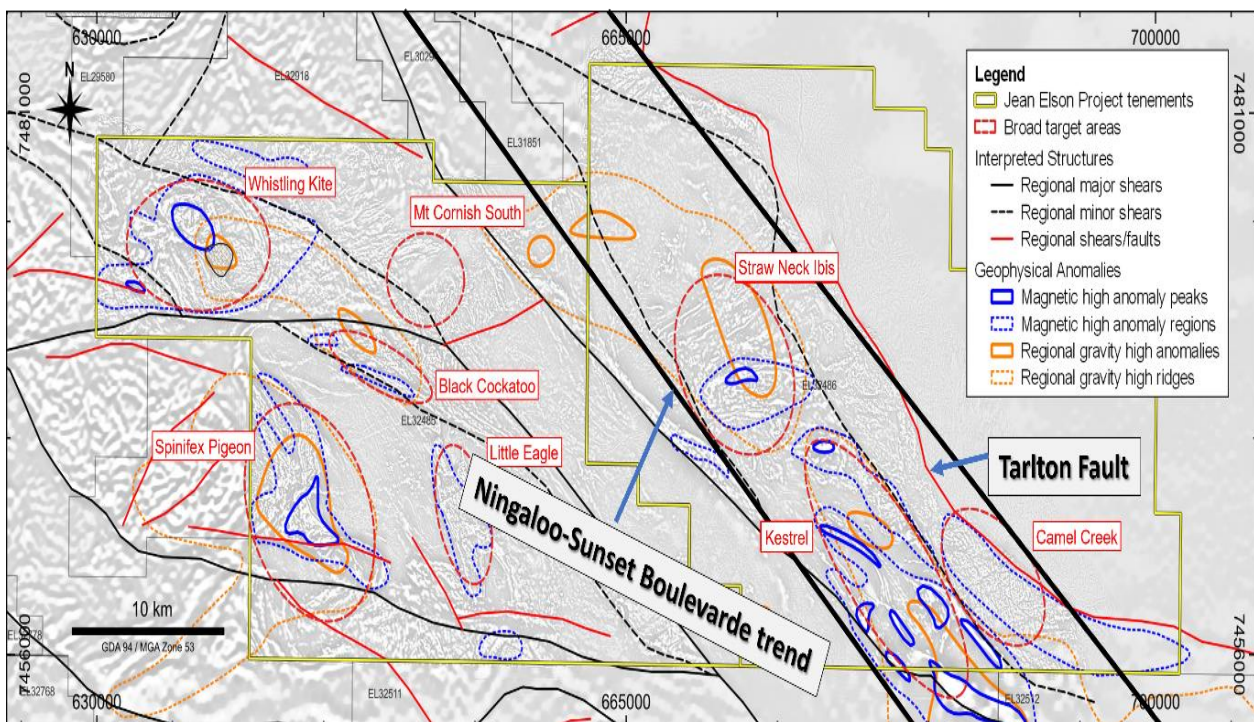 630000
665000
700000
EL29580
EL32918
EL31851
N
7481000
7481000
Legend
Jean Elson Project tenements
Broad target areas
Interpreted Structures
Regional major shears
Regional minor shears
Regional shears/faults
Geophysical Anomalies
Magnetic high anomaly peaks
Magnetic high anomaly regions
Regional gravity high anomalies
Regional gravity high ridges
Whistling Kite
Mt Cornish South
Straw Neck Ibis
Black Cockatoo
EL32485
Spinifex Pigeon
Little Eagle
Ningaloo-Sunset Boulevarde trend
Tarlton Fault
Kestrel
Camel Creek
10 km
GDA 94 / MGA Zone 53
7456000
7456000
EL32768
EL32511
630000
665000
700000